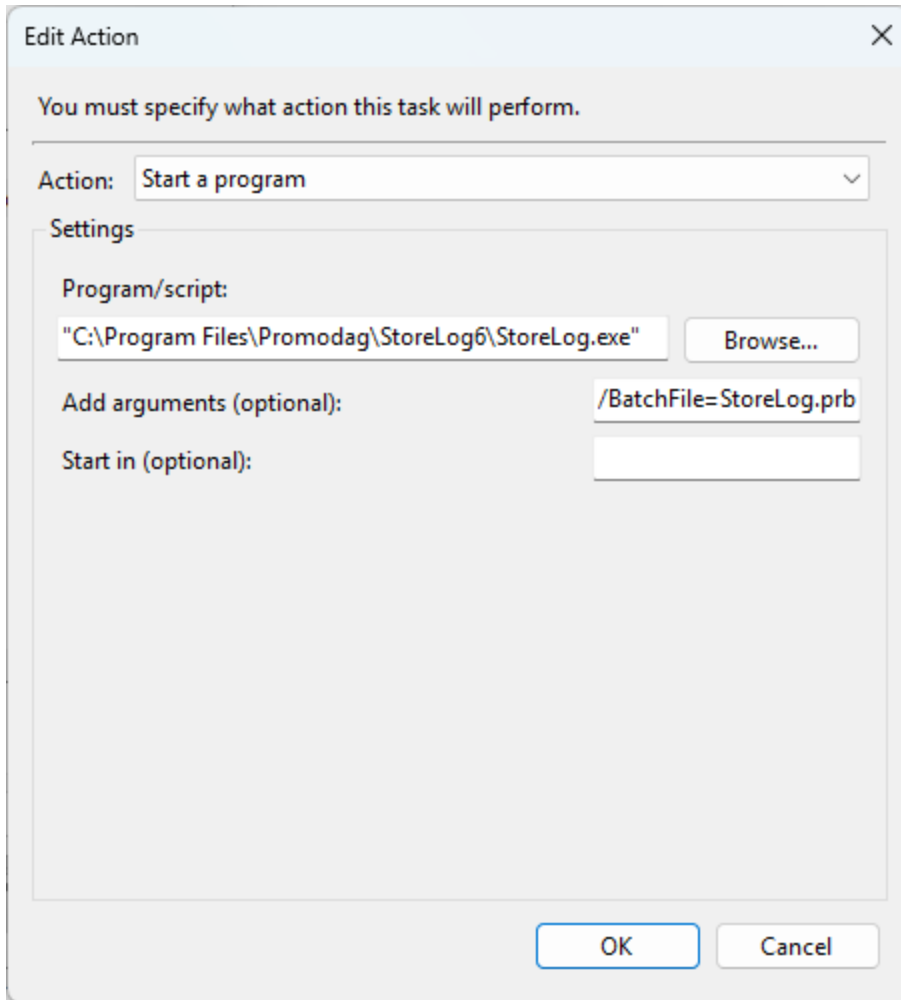 Edit Action
You must specify what action this task will perform.
Action: Start a program
Settings
Program/script:
"C:\Program Files\Promodag\StoreLog6\StoreLog.exe" Browse...
Add arguments (optional): /BatchFile=StoreLog.prb
Start in (optional):
OK Cancel